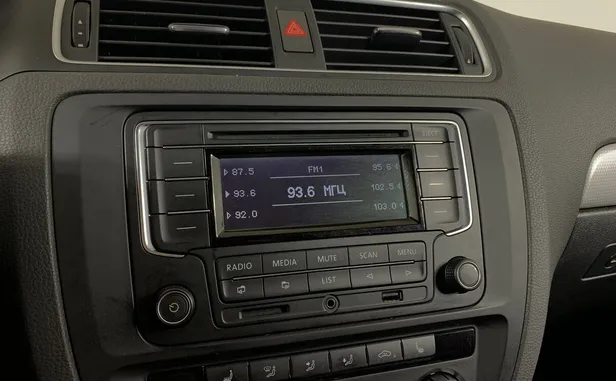 FM1
87.5 95.6
93.6 93.6 МГЦ 102.5
92.0 103.0
RADIO MEDIA MUTE SCAN MENU
LIST